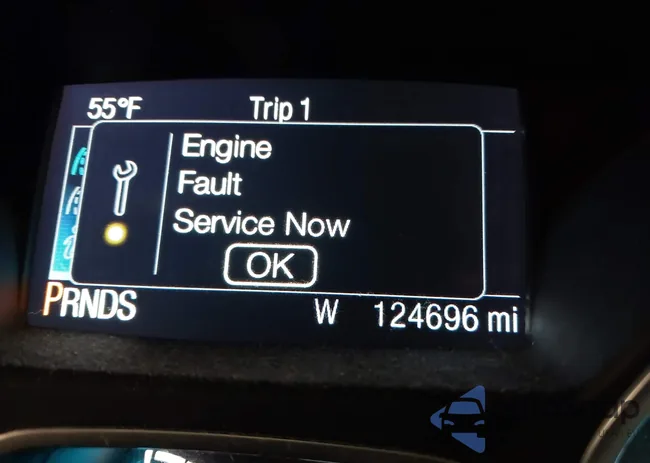 55°F Trip 1
Engine
Fault
Service Now
OK
PRNDS W 124696 mi